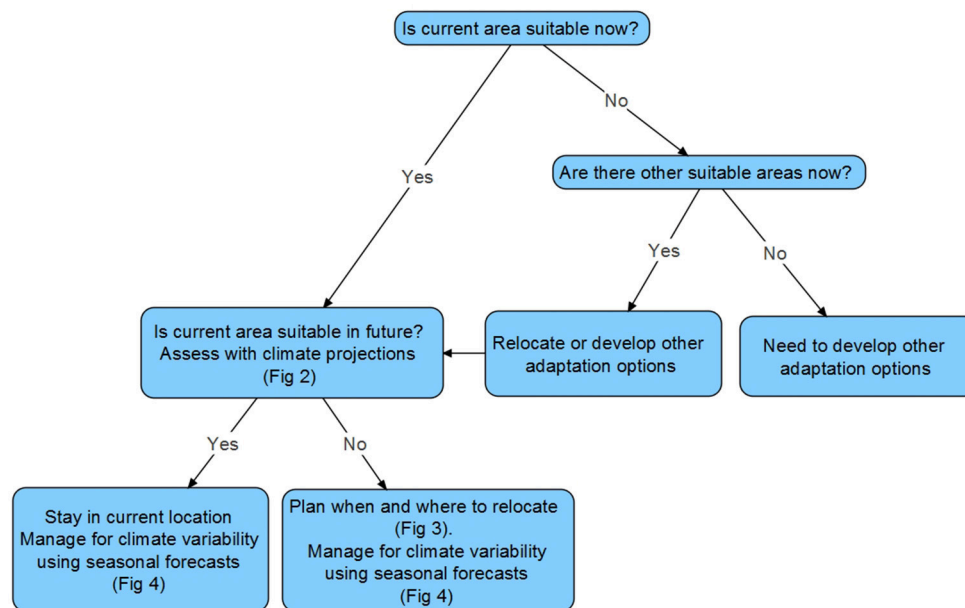 Is current area suitable now?
No
Are there other suitable areas now?
Yes
Yes
No
Is current area suitable in future?
Assess with climate projections
(Fig 2)
Relocate or develop other
adaptation options
Need to develop other
adaptation options
Yes
No
Stay in current location
Manage for climate variability
using seasonal forecasts
(Fig 4)
Plan when and where to relocate
(Fig 3).
Manage for climate variability
using seasonal forecasts
(Fig 4)